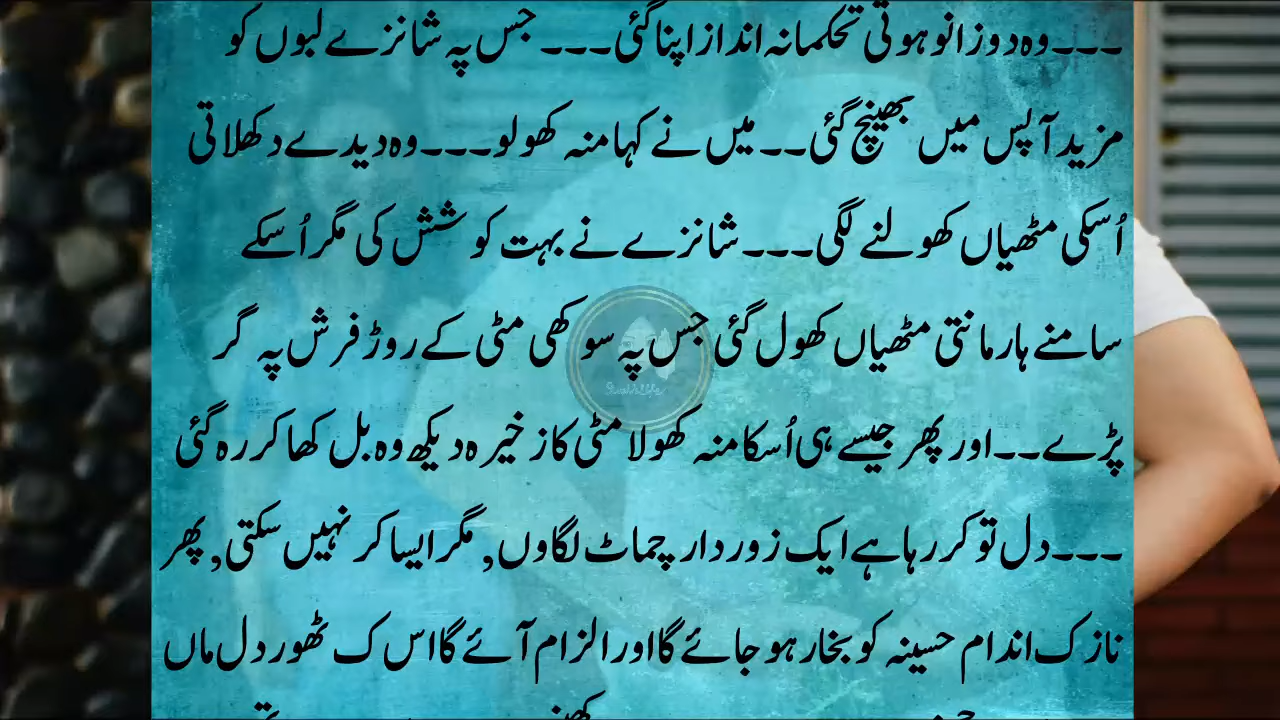 ۔۔۔وہ دوزانو ہوتی تحکمانہ انداز اپنا گئی۔۔۔ جس پہ شانزے لبوں کو
مزید آپس میں بھینچ گئی۔۔ میں نے کہا منہ کھولو۔۔۔وہ دیدے دکھلاتی
اُسکی مٹھیاں کھولنے لگی۔۔۔شانزے نے بہت کوشش کی مگر اُسکے
سامنے ہار مانتی مٹھیاں کھول گئی جس پہ سوکھی مٹی کے روڑ فرش پہ گر
پڑے۔۔اور پھر جیسے ہی اُسکا منہ کھولا مٹی کا زخیرہ دیکھ وہ بل کھا کر رہ گئی
۔۔۔دل تو کر رہا ہے ایک زوردار چماٹ لگاوں, مگر ایسا کر نہیں سکتی, پھر
نازک اندام حسینہ کو بخار ہو جائے گا اور الزام آئے گا اس ک ٹھور دل ماں